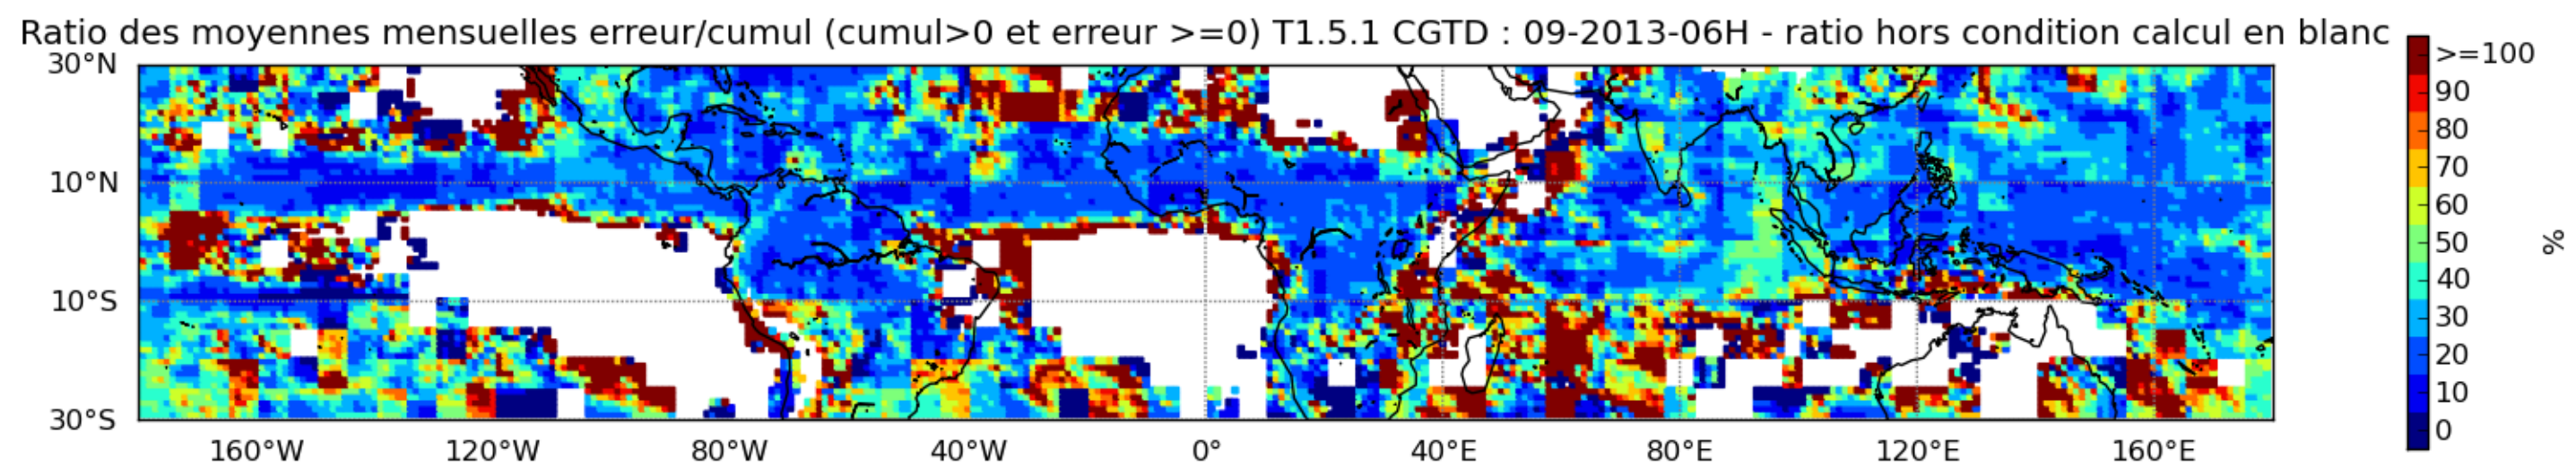 Ratio des moyennes mensuelles erreur/cumul (cumul>0 et erreur >=0) T1.5.1 CGTD : 09-2013-06H - ratio hors condition calcul en blanc
30°N
10°N
10°S
30°S
160°W 120°W 80°W 40°W 0° 40°E 80°E 120°E 160°E
>=100
90
80
70
60
50
40
30
20
10
0
%